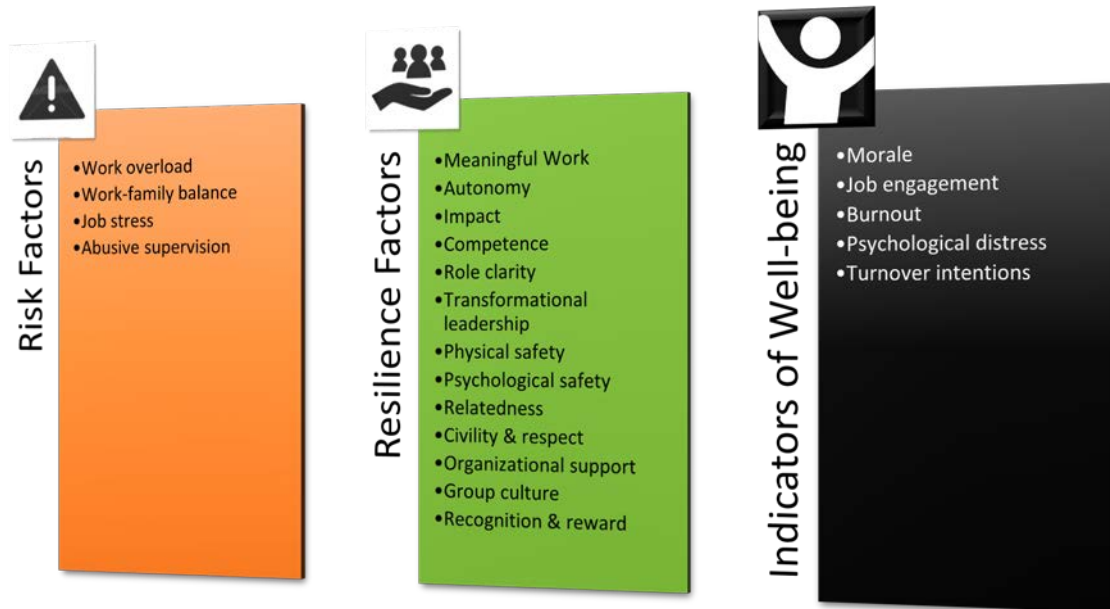 Risk Factors
•Work overload
•Work-family balance
•Job stress
•Abusive supervision
Resilience Factors
•Meaningful Work
•Autonomy
•Impact
•Competence
•Role clarity
•Transformational
leadership
•Physical safety
•Psychological safety
•Relatedness
•Civility & respect
•Organizational support
•Group culture
•Recognition & reward
Indicators of Well-being
•Morale
•Job engagement
•Burnout
•Psychological distress
•Turnover intentions